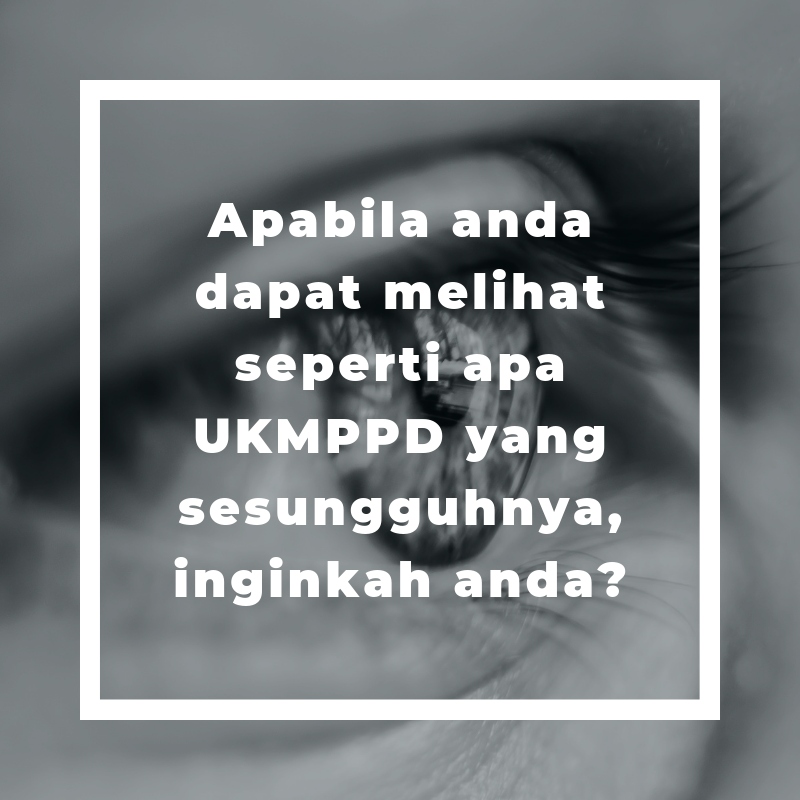 Apabila anda
dapat melihat
seperti apa
UKMPPD yang
sesungguhnya,
inginkah anda?